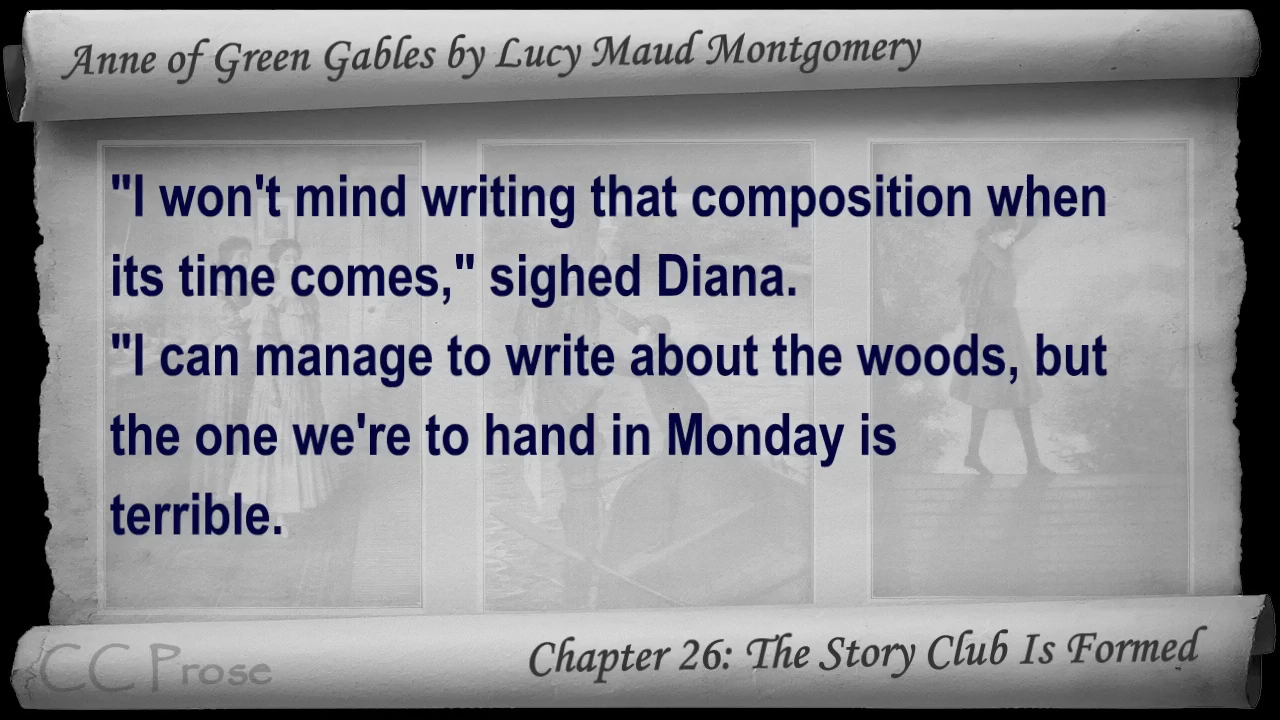 Anne of Green Gables by Lucy Maud Montgomery
"I won't mind writing that composition when
its time comes," sighed Diana.
"I can manage to write about the woods, but
the one we're to hand in Monday is
terrible.
CC Prose
Chapter 26: The Story Club Is Formed